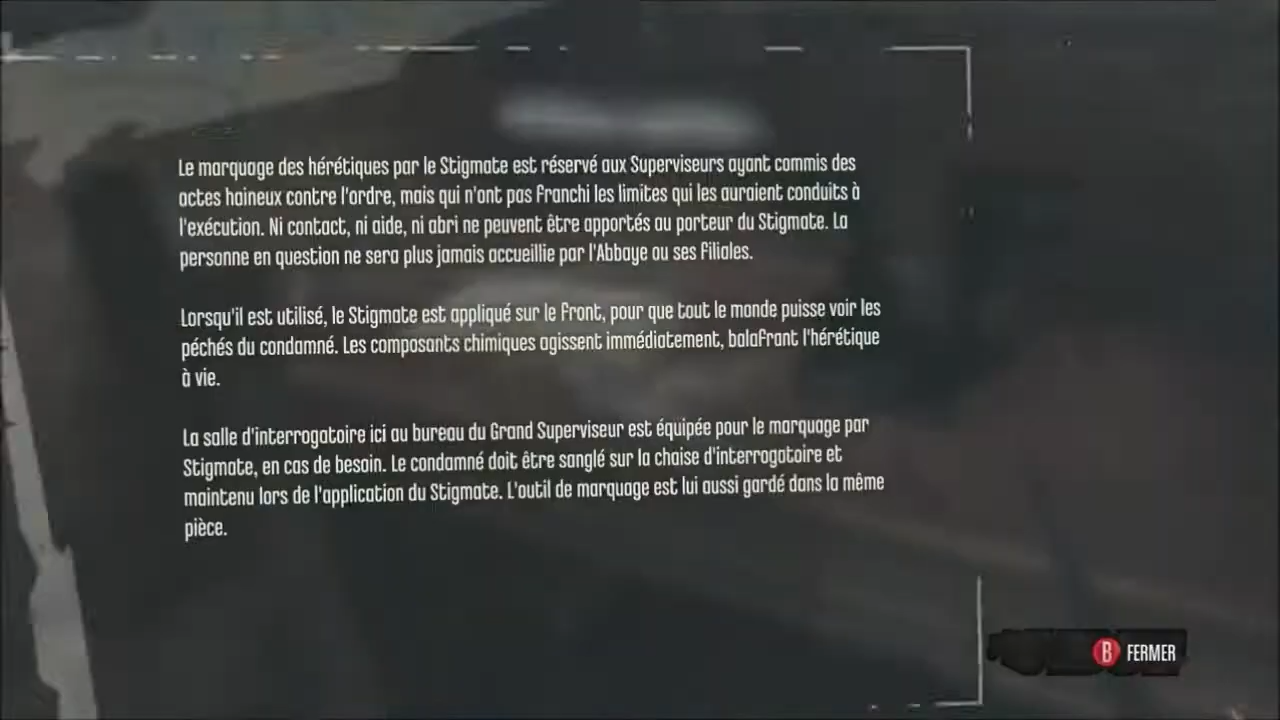 Le marquage des hérétiques par le Stigmate est réservé aux Superviseurs ayant commis des
actes haineux contre l'ordre, mais qui n'ont pas franchi les limites qui les auraient conduits à
l'exécution. Ni contact, ni aide, ni abri ne peuvent être apportés au porteur du Stigmate. La
personne en question ne sera plus jamais accueillie par l'Abbaye ou ses filiales.
Lorsqu'il est utilisé, le Stigmate est appliqué sur le front, pour que tout le monde puisse voir les
péchés du condamné. Les composants chimiques agissent immédiatement, balafrant l'hérétique
à vie.
La salle d'interrogatoire ici au bureau du Grand Superviseur est équipée pour le marquage par
Stigmate, en cas de besoin. Le condamné doit être sanglé sur la chaise d'interrogatoire et
maintenu lors de l'application du Stigmate. L'outil de marquage est lui aussi gardé dans la même
pièce.
B FERMER